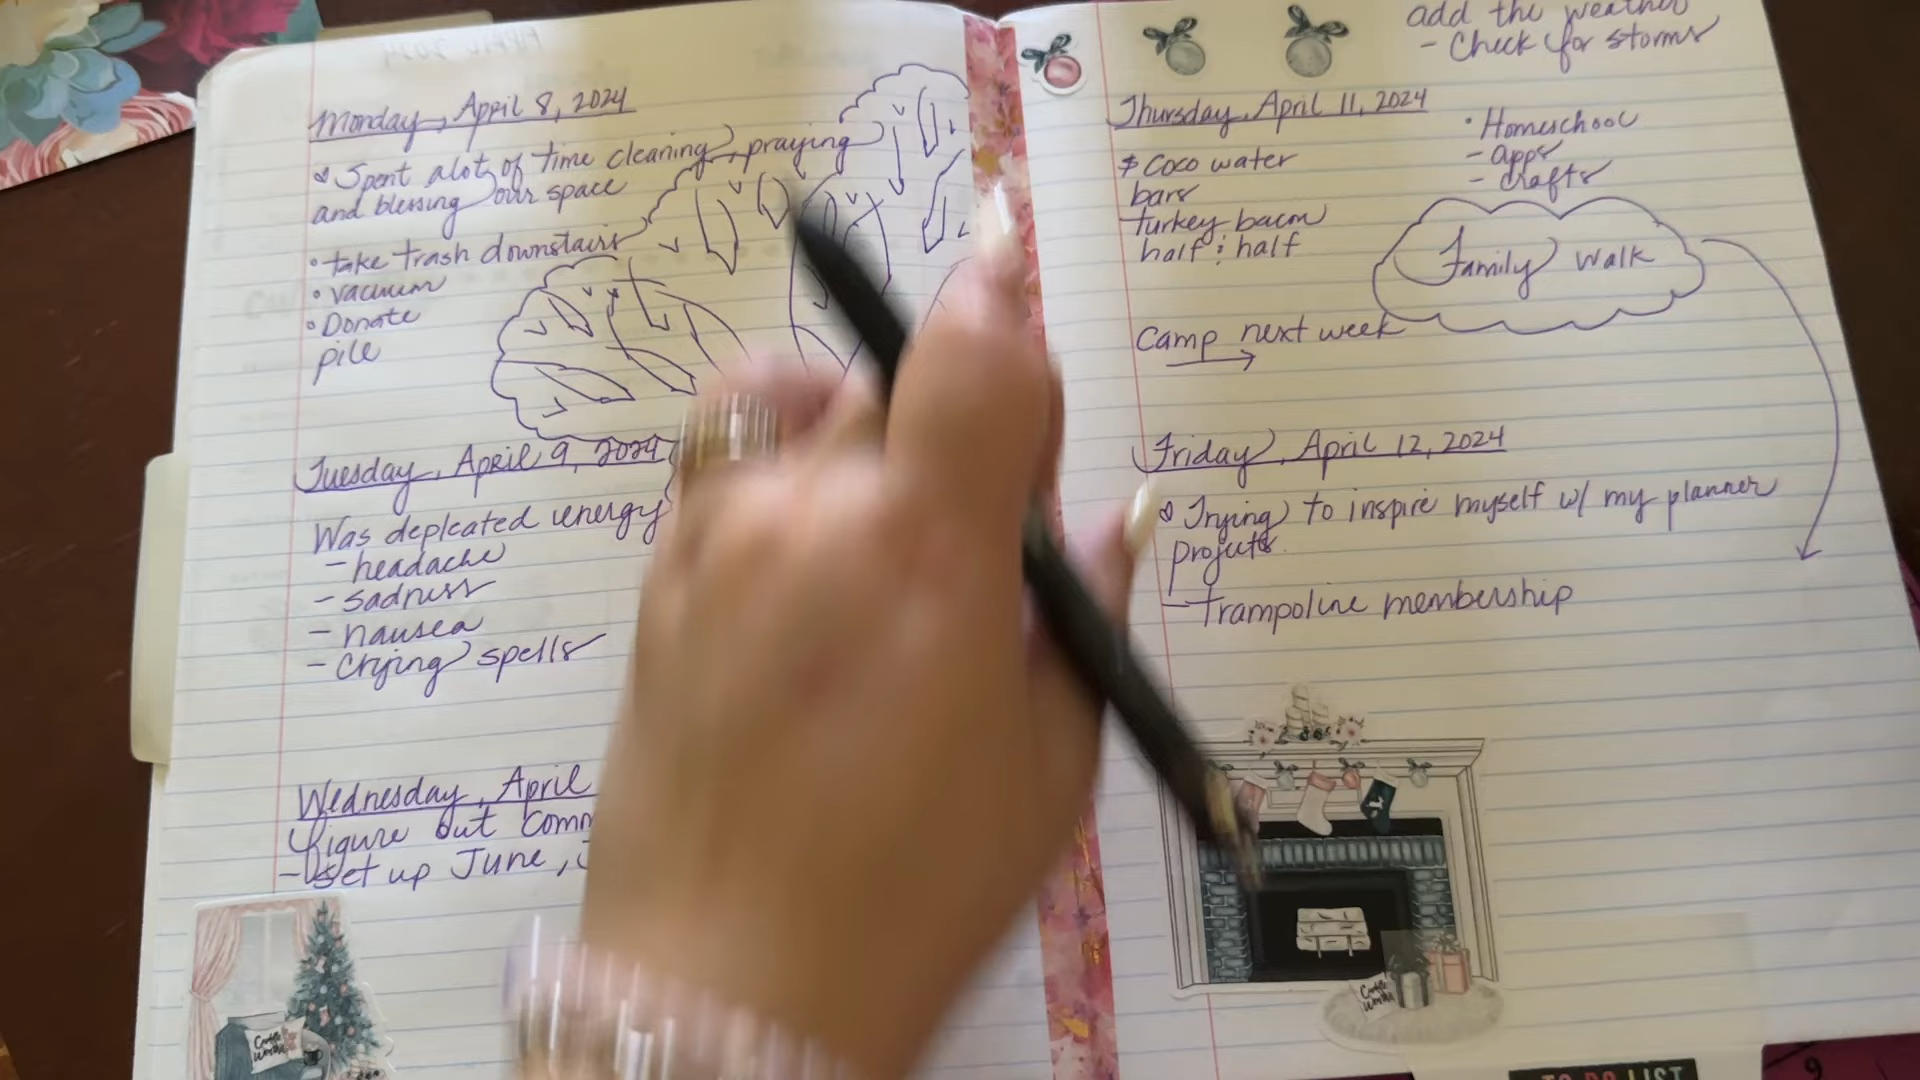 Monday, April 8, 2024
Spent alot of time cleaning, praying
and blessing our space
• take trash downstairs
• vacuum
• Donate
pile
Tuesday, April 9, 2024
Was depleated energy
- headache
- sadness
- nausea
- crying spells
Wednesday, April
figure out
- Set up June,
add the weather
- Check for storms
Thursday, April 11, 2024
$ Coco water
bars
turkey bacon
half : half
• Homeschool
- apps
- crafts
Family Walk
Camp next week
Friday, April 12, 2024
Trying to inspire myself w/ my planner
projects.
- Trampoline membership
TO DO LIST
9